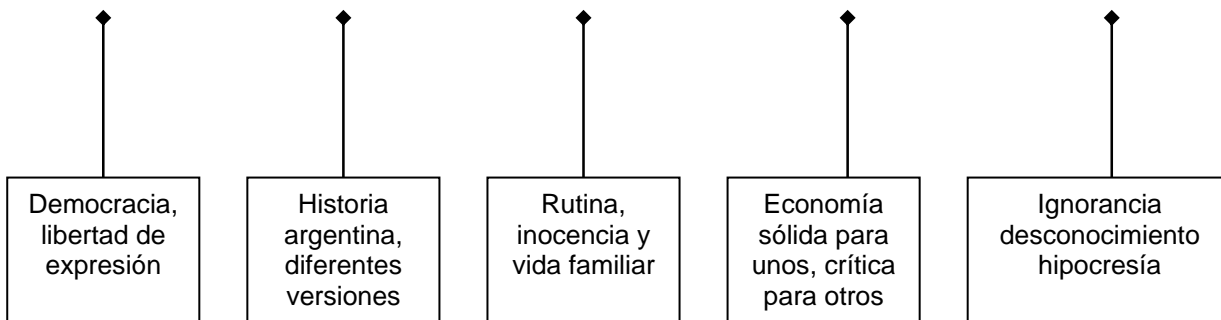 Democracia,
libertad de
expresión
Historia
argentina,
diferentes
versiones
Rutina,
inocencia y
vida familiar
Economía
sólida para
unos, crítica
para otros
Ignorancia
desconocimiento
hipocresía